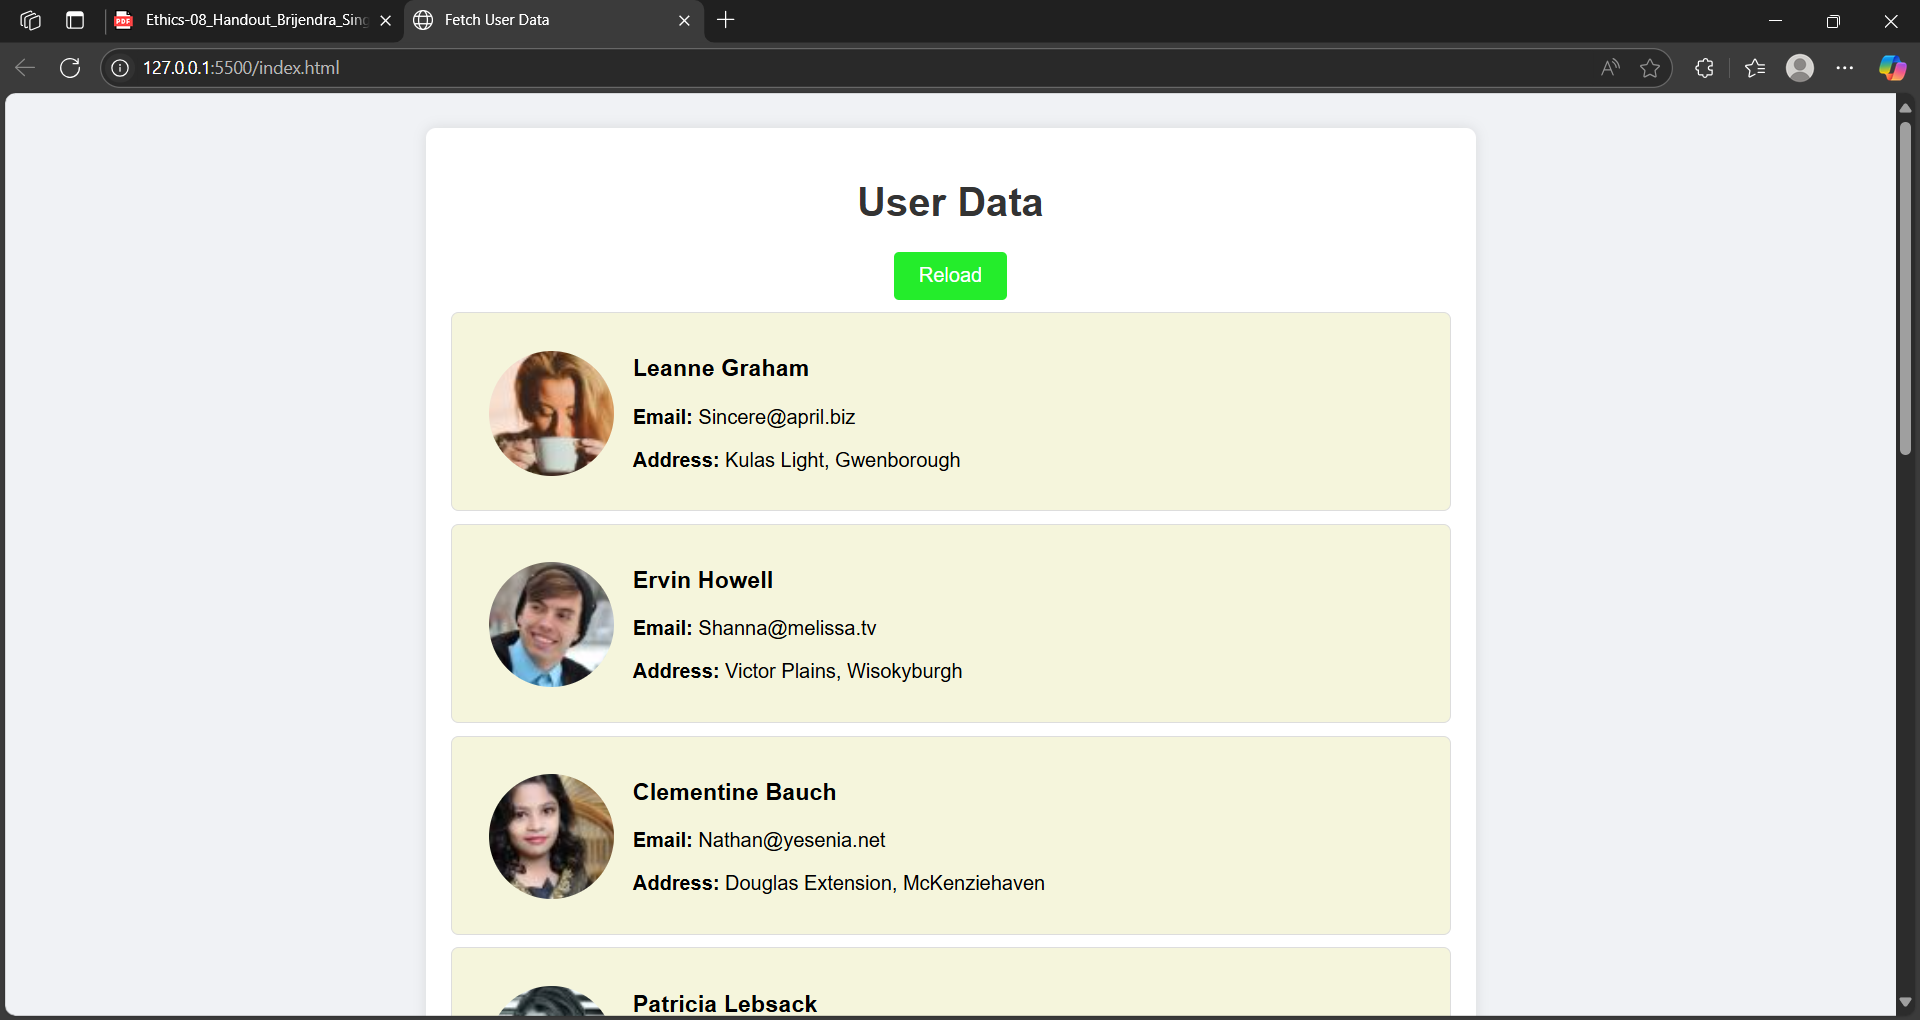 Ethics-08_Handout_Brijendra_Sing
Fetch User Data
127.0.0.1:5500/index.html
User Data
Reload
Leanne Graham
Email: Sincere@april.biz
Address: Kulas Light, Gwenborough
Ervin Howell
Email: Shanna@melissa.tv
Address: Victor Plains, Wisokyburgh
Clementine Bauch
Email: Nathan@yesenia.net
Address: Douglas Extension, McKenziehaven
Patricia Lebsack